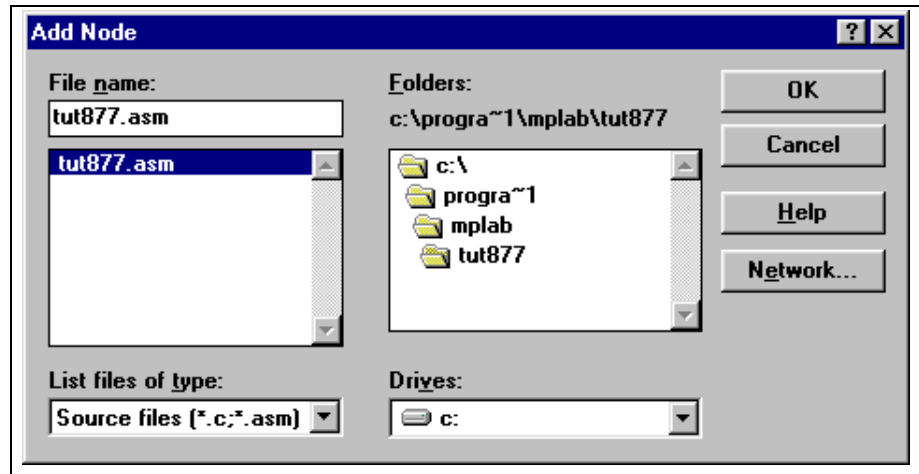 Add Node
File name:
tut877.asm
tut877.asm
List files of type:
Source files (*.c;*.asm)
Folders:
c:\progra~1\mplab\tut877
c:\
progra~1
mplab
tut877
Drives:
c:
OK
Cancel
Help
Network...